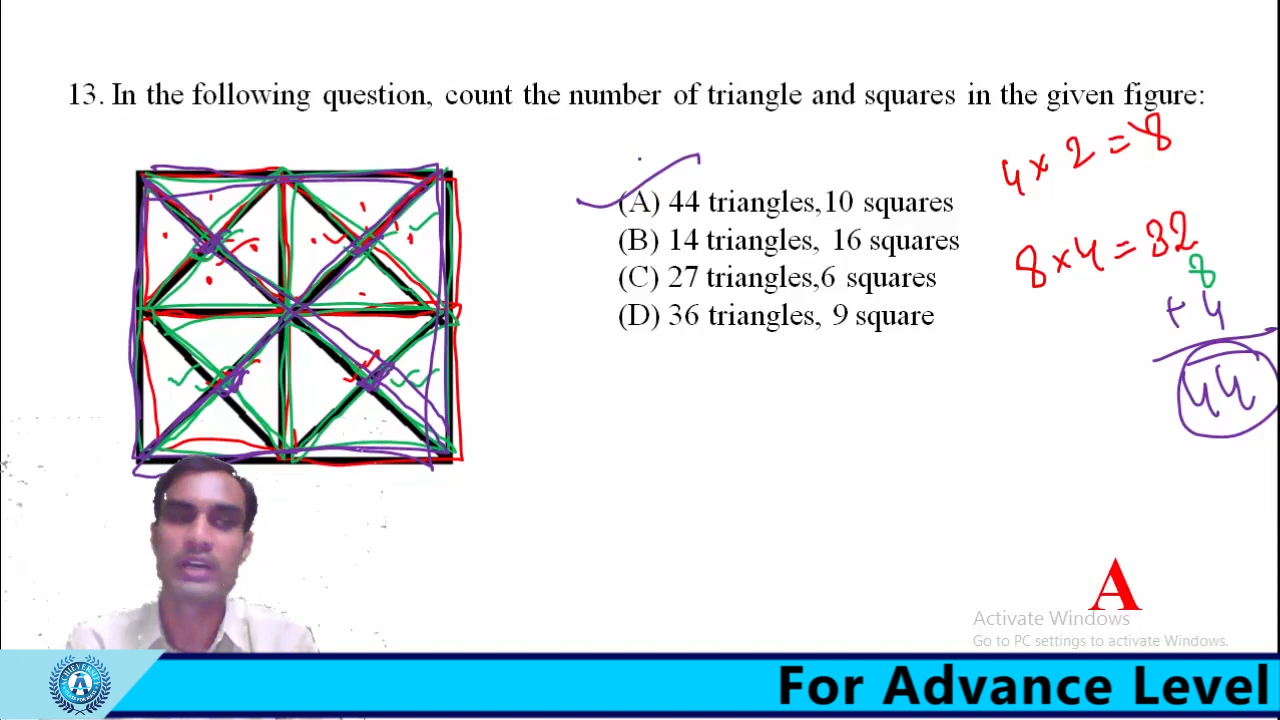 13. In the following question, count the number of triangle and squares in the given figure:
4 × 2 = 8
(A) 44 triangles,10 squares
(B) 14 triangles, 16 squares
8 × 4 = 32
8
(C) 27 triangles,6 squares
+ 4
(D) 36 triangles, 9 square
44
A
Activate Windows
Go to PC settings to activate Windows.
For Advance Level